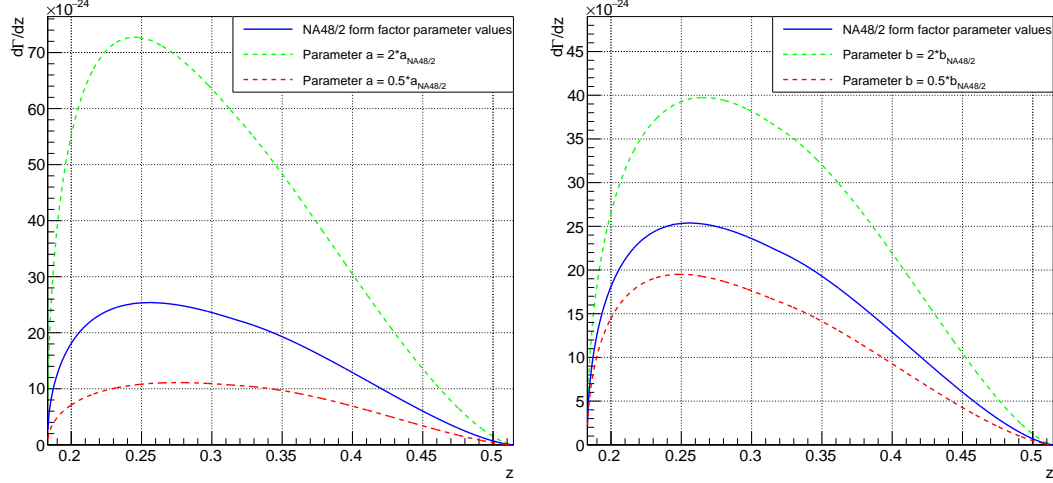 ×10⁻²⁴
dΓ/dz
NA48/2 form factor parameter values
Parameter a = 2*a_NA48/2
Parameter a = 0.5*a_NA48/2
70
60
50
40
30
20
10
0
0.2 0.25 0.3 0.35 0.4 0.45 0.5
z
×10⁻²⁴
dΓ/dz
NA48/2 form factor parameter values
Parameter b = 2*b_NA48/2
Parameter b = 0.5*b_NA48/2
45
40
35
30
25
20
15
10
5
0
0.2 0.25 0.3 0.35 0.4 0.45 0.5
z